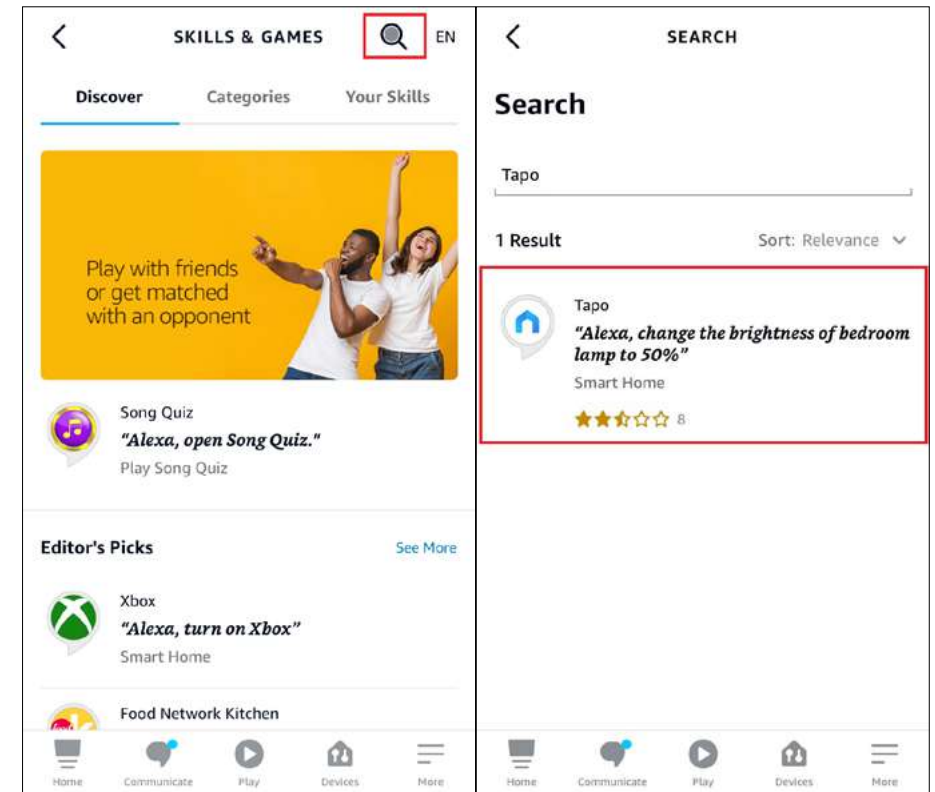 SKILLS & GAMES
EN
Discover
Categories
Your Skills
Play with friends
or get matched
with an opponent
Song Quiz
“Alexa, open Song Quiz."
Play Song Quiz
Editor's Picks
See More
Xbox
“Alexa, turn on Xbox”
Smart Home
Food Network Kitchen
Home
Communicate
Play
Devices
More
SEARCH
Search
Tapo
1 Result
Sort: Relevance
Tapo
“Alexa, change the brightness of bedroom
lamp to 50%”
Smart Home
8
Home
Communicate
Play
Devices
More